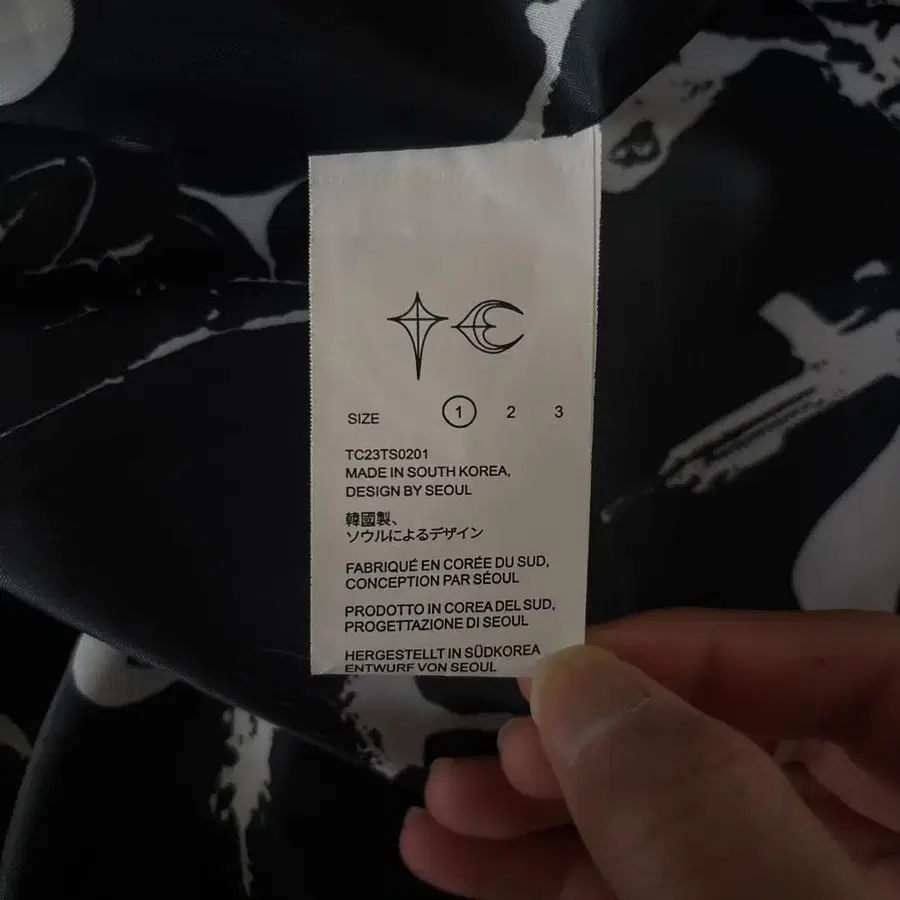 SIZE 1 2 3
TC23TS0201
MADE IN SOUTH KOREA,
DESIGN BY SEOUL
韓國製、
ソウルによるデザイン
FABRIQUÉ EN CORÉE DU SUD,
CONCEPTION PAR SÉOUL
PRODOTTO IN COREA DEL SUD,
PROGETTAZIONE DI SEOUL
HERGESTELLT IN SÜDKOREA
ENTWURF VON SEOUL